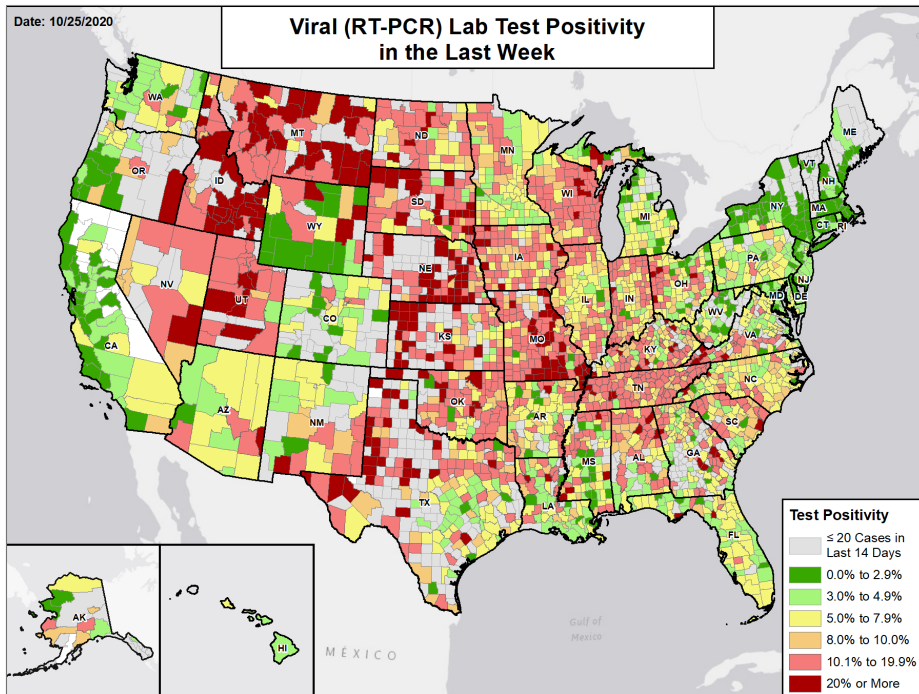 Date: 10/25/2020
Viral (RT-PCR) Lab Test Positivity
in the Last Week
WA
MT
ND
MN
ME
OR
ID
SD
WI
MI
VT
NH
NY
MA
CT
RI
WY
IA
PA
NJ
NE
NV
UT
CO
IL
IN
OH
MD
DE
WV
VA
CA
KS
MO
KY
AZ
NM
OK
AR
TN
NC
SC
MS
AL
GA
TX
LA
FL
AK
HI
MÉXICO
Gulf of
Mexico
Test Positivity
≤ 20 Cases in
Last 14 Days
0.0% to 2.9%
3.0% to 4.9%
5.0% to 7.9%
8.0% to 10.0%
10.1% to 19.9%
20% or More